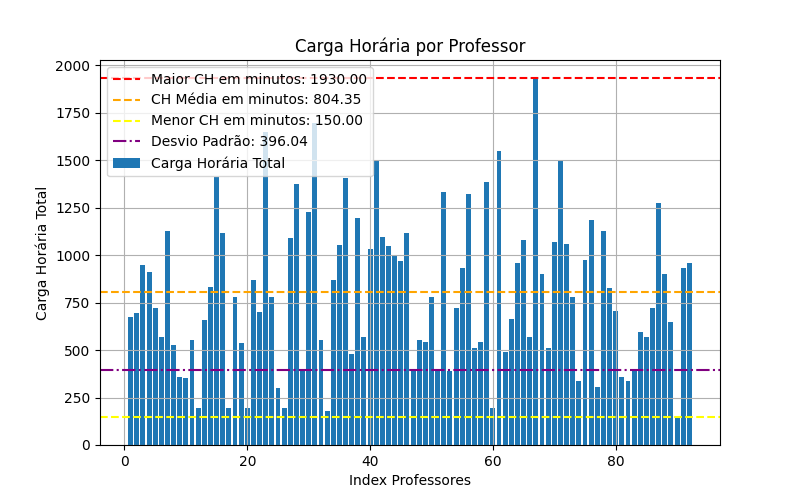 Carga Horária por Professor
Maior CH em minutos: 1930.00
CH Média em minutos: 804.35
Menor CH em minutos: 150.00
Desvio Padrão: 396.04
Carga Horária Total
Carga Horária Total
2000
1750
1500
1250
1000
750
500
250
0
0 20 40 60 80
Index Professores